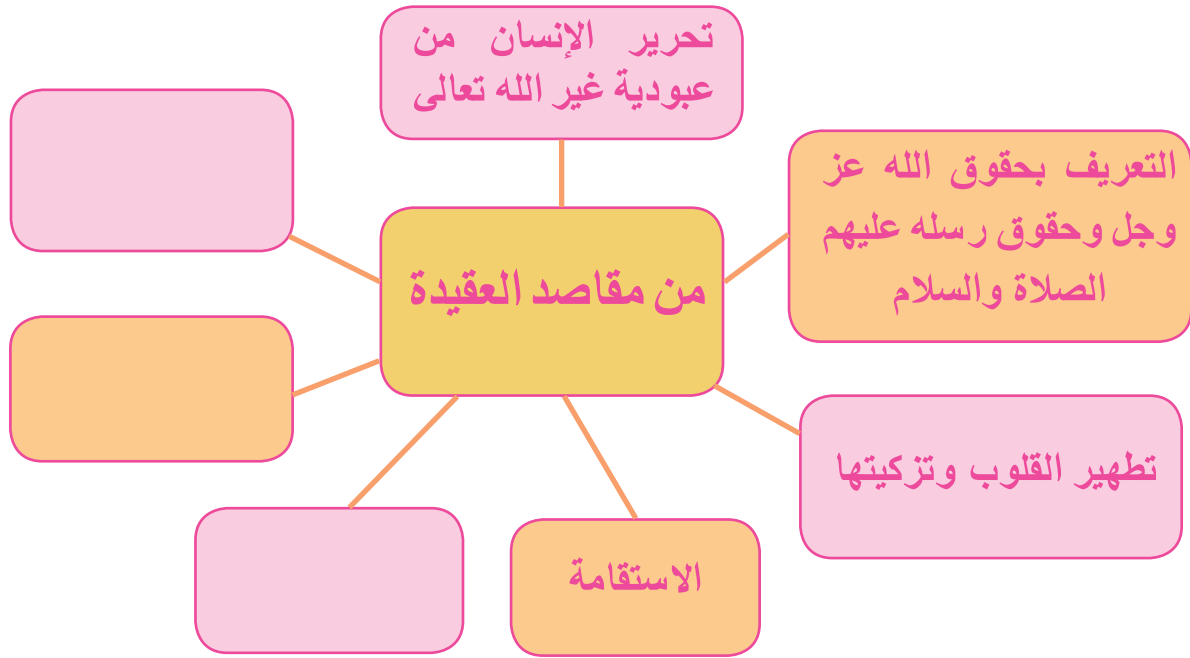 تحرير الإنسان من
عبودية غير الله تعالى
التعريف بحقوق الله عز
وجل وحقوق رسله عليهم
الصلاة والسلام
من مقاصد العقيدة
تطهير القلوب وتزكيتها
الاستقامة